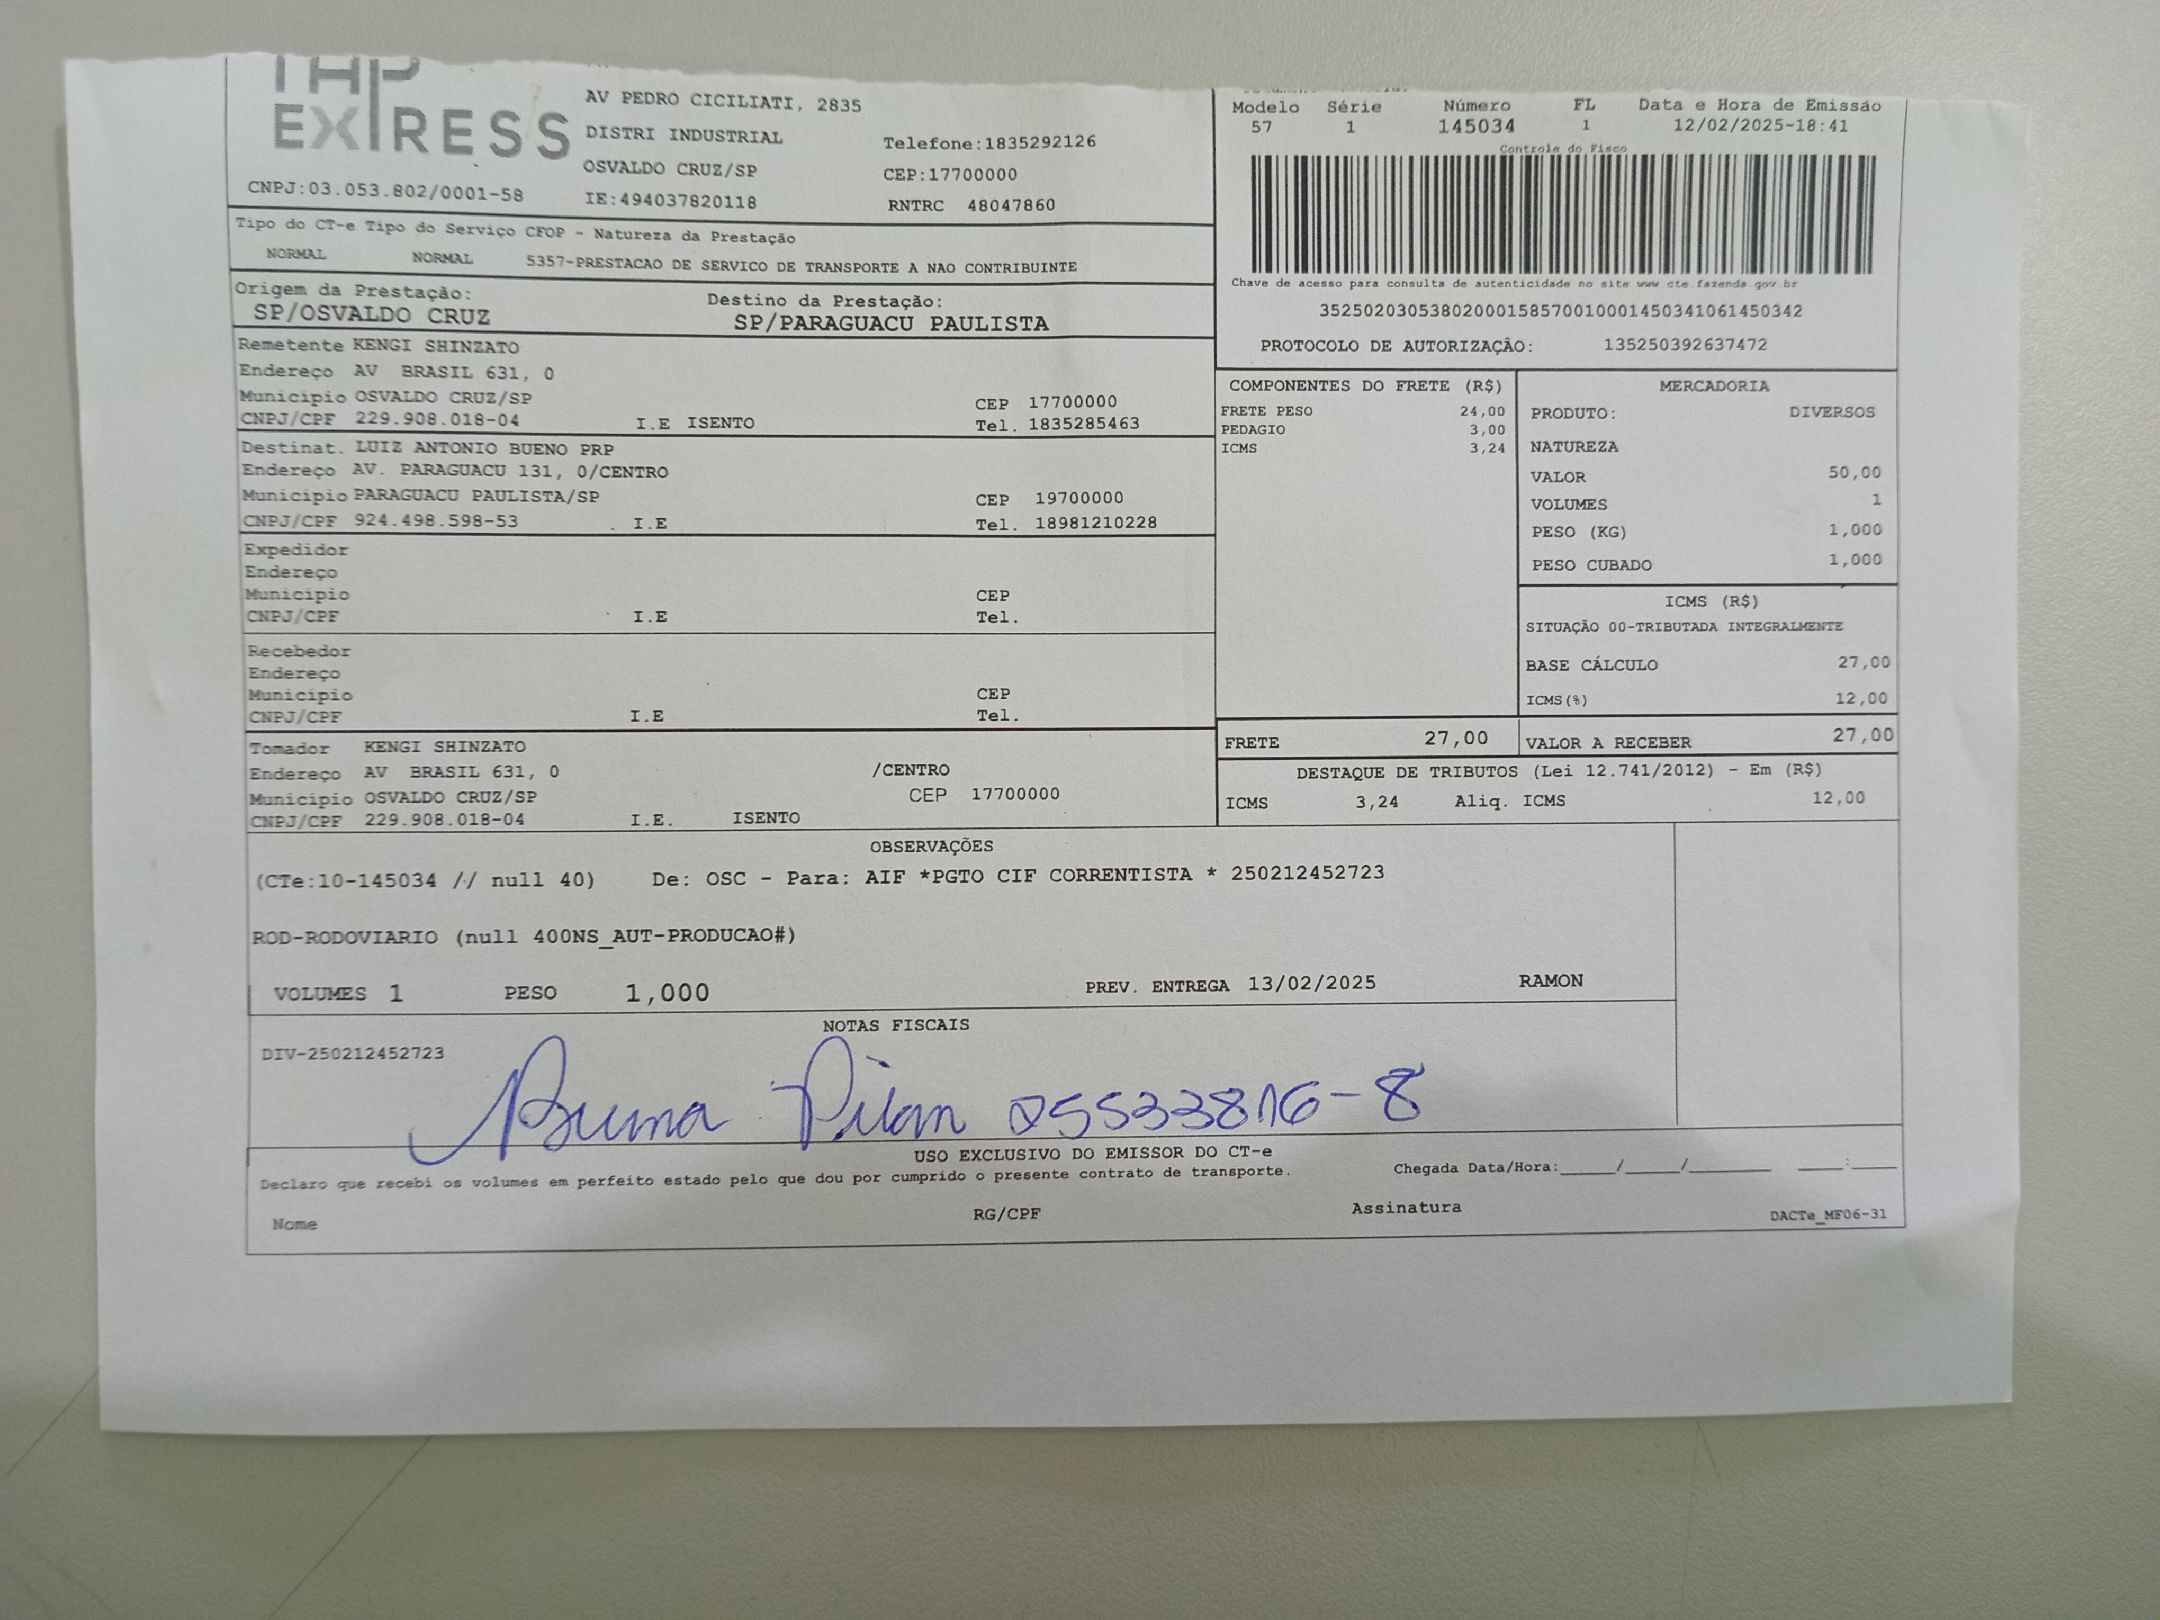 EXPRESS
CNPJ:03.053.802/0001-58
AV PEDRO CICILIATI, 2835
DISTRI INDUSTRIAL
OSVALDO CRUZ/SP
IE:494037820118
Telefone:1835292126
CEP:17700000
RNTRC 48047860
Modelo Série Número FL Data e Hora de Emissão
57 1 145034 1 12/02/2025-18:41
Controle do Fisco
Chave de acesso para consulta de autenticidade no site www cte.fazenda gov.br
35250203053802000158570010001450341061450342
PROTOCOLO DE AUTORIZAÇÃO: 135250392637472
Tipo do CT-e Tipo do Serviço CFOP - Natureza da Prestação
NORMAL NORMAL 5357-PRESTACAO DE SERVICO DE TRANSPORTE A NAO CONTRIBUINTE
Origem da Prestação: Destino da Prestação:
SP/OSVALDO CRUZ SP/PARAGUACU PAULISTA
Remetente KENGI SHINZATO
Endereço AV BRASIL 631, 0
Município OSVALDO CRUZ/SP CEP 17700000
CNPJ/CPF 229.908.018-04 I.E ISENTO Tel. 1835285463
Destinat. LUIZ ANTONIO BUENO PRP
Endereço AV. PARAGUACU 131, 0/CENTRO
Município PARAGUACU PAULISTA/SP CEP 19700000
CNPJ/CPF 924.498.598-53 I.E Tel. 18981210228
Expedidor
Endereço
Município CEP
CNPJ/CPF I.E Tel.
Recebedor
Endereço
Município CEP
CNPJ/CPF I.E Tel.
Tomador KENGI SHINZATO
Endereço AV BRASIL 631, 0 /CENTRO
Município OSVALDO CRUZ/SP CEP 17700000
CNPJ/CPF 229.908.018-04 I.E. ISENTO
COMPONENTES DO FRETE (R$)
FRETE PESO 24,00
PEDAGIO 3,00
ICMS 3,24
MERCADORIA
PRODUTO: DIVERSOS
NATUREZA
VALOR 50,00
VOLUMES 1
PESO (KG) 1,000
PESO CUBADO 1,000
ICMS (R$)
SITUAÇÃO 00-TRIBUTADA INTEGRALMENTE
BASE CÁLCULO 27,00
ICMS(%) 12,00
FRETE 27,00 VALOR A RECEBER 27,00
DESTAQUE DE TRIBUTOS (Lei 12.741/2012) - Em (R$)
ICMS 3,24 Aliq. ICMS 12,00
OBSERVAÇÕES
(CTe:10-145034 // null 40) De: OSC - Para: AIF *PGTO CIF CORRENTISTA * 250212452723
ROD-RODOVIARIO (null 400NS_AUT-PRODUCAO#)
VOLUMES 1 PESO 1,000 PREV. ENTREGA 13/02/2025 RAMON
NOTAS FISCAIS
DIV-250212452723
Bruna
USO EXCLUSIVO DO EMISSOR DO CT-e
Declaro que recebi os volumes em perfeito estado pelo que dou por cumprido o presente contrato de transporte. Chegada Data/Hora:_____/_____/________ ____:____
Nome RG/CPF Assinatura DACTe_MF06-31